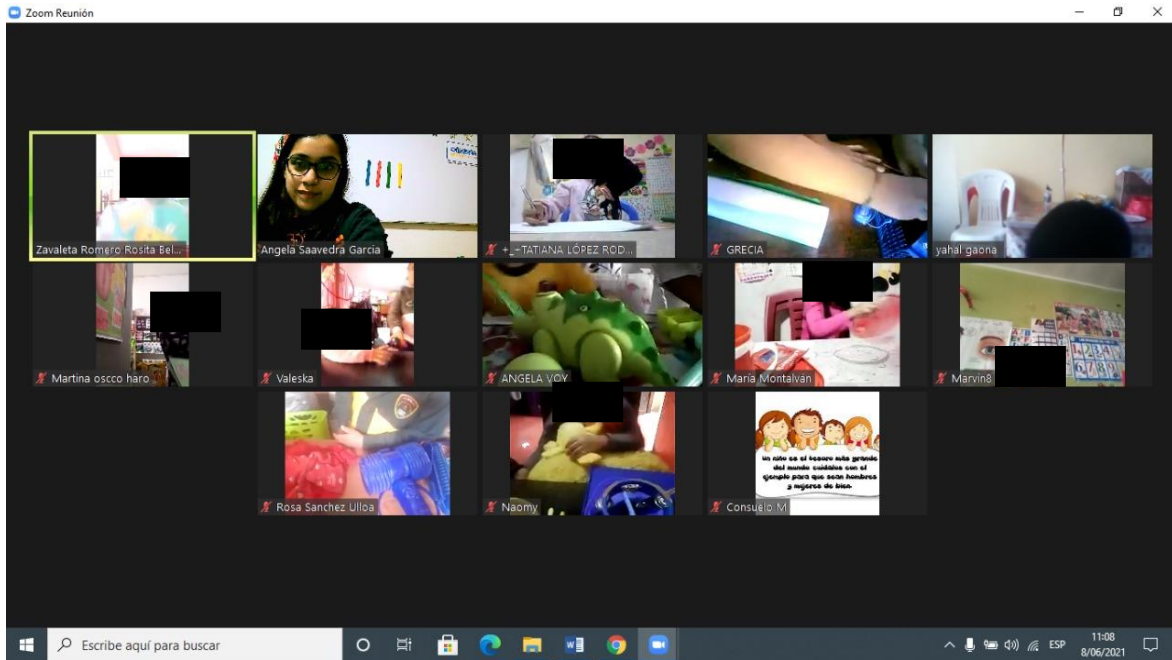 Zoom Reunión
Zavaleta Romero Rosita Bel...
Angela Saavedra Garcia
+_+TATIANA LÓPEZ ROD...
GRECIA
yahal gaona
Martina oscco haro
Valeska
ANGELA VOY
María Montalván
Marvin8
Rosa Sanchez Ulloa
Naomy
un niño es el tesoro más grande
del mundo cuídalos con el
ejemplo para que sean hombres
y mujeres de bien.
Consuelo M
Escribe aquí para buscar
ESP
11:08
8/06/2021